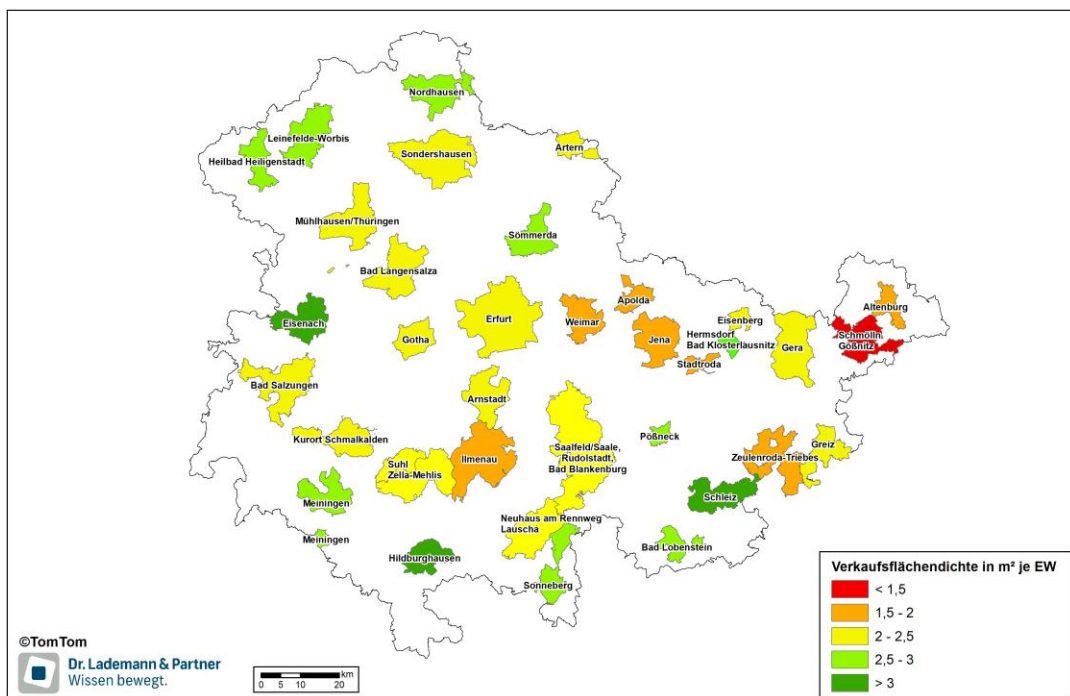 Nordhausen
Leinefelde-Worbis
Heilbad Heiligenstadt
Sondershausen
Artern
Mühlhausen/Thüringen
Sömmerda
Bad Langensalza
Eisenach
Gotha
Erfurt
Weimar
Apolda
Jena
Eisenberg
Hermsdorf,
Bad Klosterlausnitz
Stadtroda
Gera
Altenburg
Schmölln,
Gößnitz
Bad Salzungen
Arnstadt
Kurort Schmalkalden
Suhl
Zella-Mehlis
Ilmenau
Saalfeld/Saale,
Rudolstadt,
Bad Blankenburg
Pößneck
Zeulenroda-Triebes
Greiz
Meiningen
Schleiz
Neuhaus am Rennweg
Lauscha
Meiningen
Hildburghausen
Bad Lobenstein
Sonneberg
Verkaufsflächendichte in m² je EW
< 1,5
1,5 - 2
2 - 2,5
2,5 - 3
> 3
©TomTom
Dr. Lademann & Partner
Wissen bewegt.
km
0 5 10 20